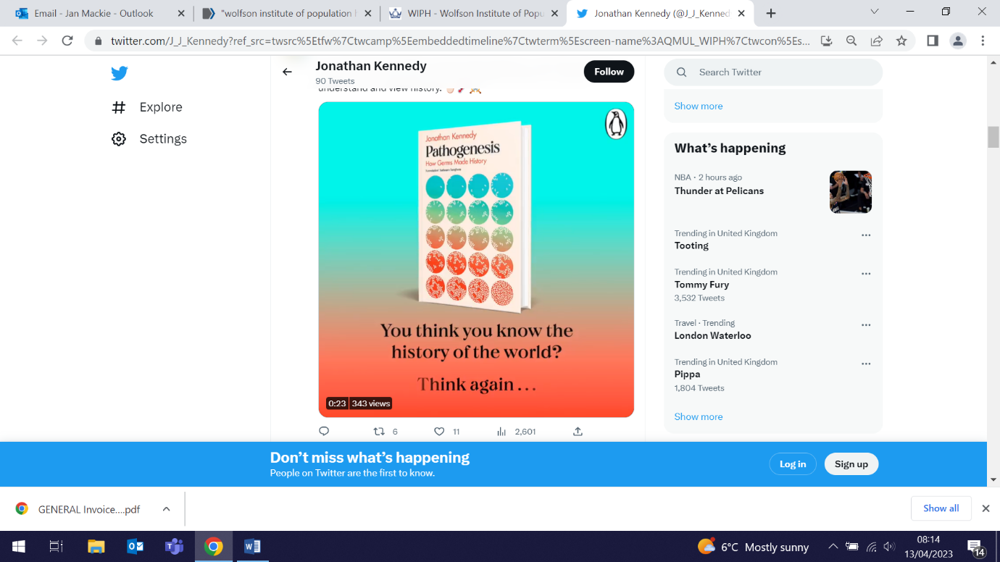 Email - Jan Mackie - Outlook
"wolfson institute of population h
WIPH - Wolfson Institute of Popu
Jonathan Kennedy (@J_J_Kenned
twitter.com/J_J_Kennedy?ref_src=twsrc%5Etfw%7Ctwcamp%5Eembeddedtimeline%7Ctwterm%5Escreen-name%3AQMUL_WIPH%7Ctwcon%5Es...
Explore
Settings
Jonathan Kennedy
90 Tweets
Follow
understand and view history.
Jonathan Kennedy
Pathogenesis
How Germs Made History
You think you know the
history of the world?
Think again...
0:23 343 views
6 11 2,601
Search Twitter
Show more
What's happening
NBA · 2 hours ago
Thunder at Pelicans
Trending in United Kingdom
Tooting
Trending in United Kingdom
Tommy Fury
3,532 Tweets
Travel · Trending
London Waterloo
Trending in United Kingdom
Pippa
1,804 Tweets
Show more
Don't miss what's happening
People on Twitter are the first to know.
Log in
Sign up
GENERAL Invoice....pdf
Show all
6°C Mostly sunny
08:14
13/04/2023
14